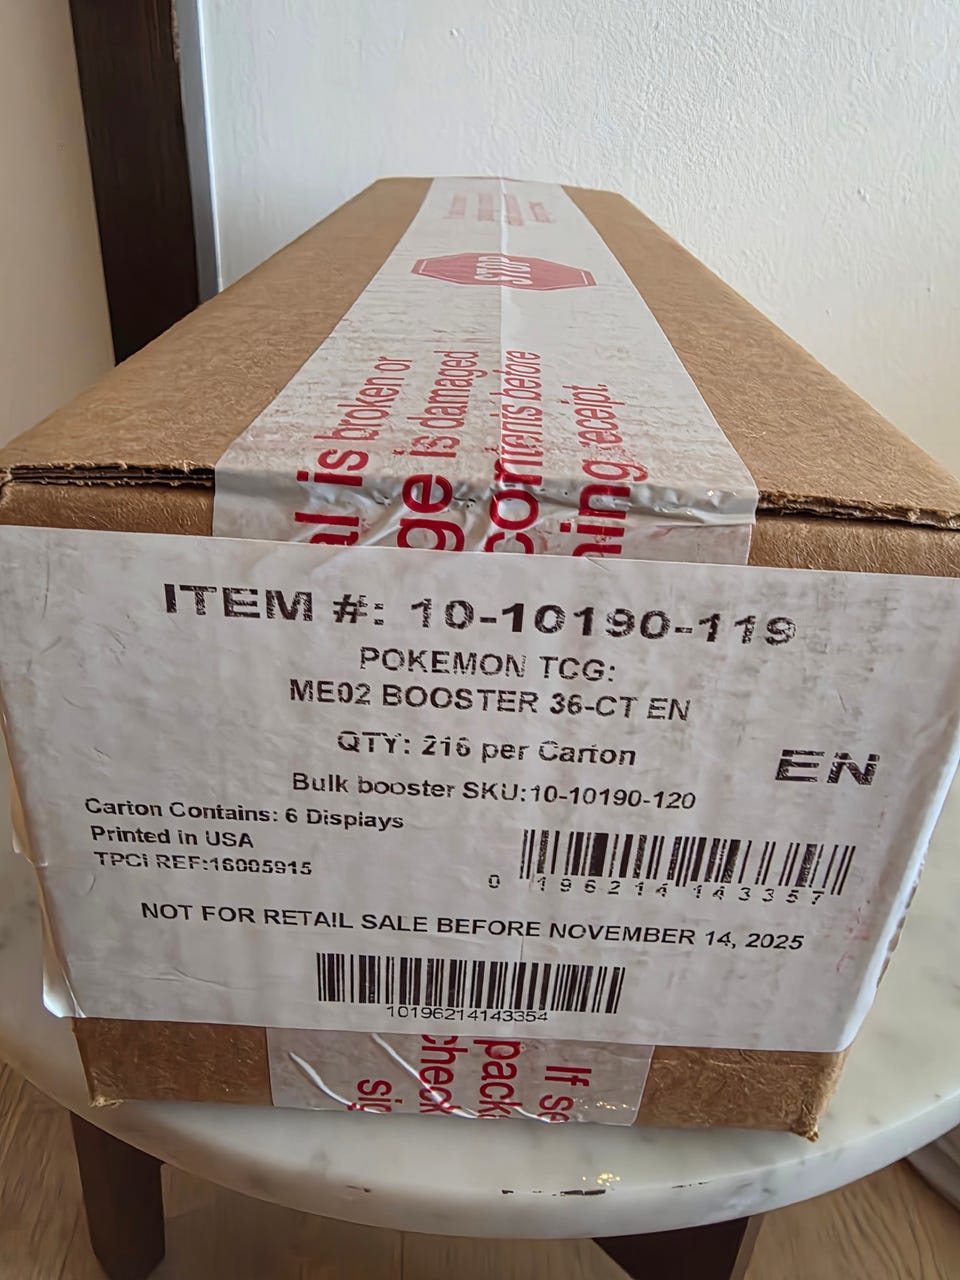 STOP
al is broken or
ge is damaged
contents before
ning receipt.
ITEM #: 10-10190-119
POKEMON TCG:
ME02 BOOSTER 36-CT EN
QTY: 216 per Carton
EN
Bulk booster SKU:10-10190-120
Carton Contains: 6 Displays
Printed in USA
TPCi REF:16005915
0 196214 143357
NOT FOR RETAIL SALE BEFORE NOVEMBER 14, 2025
10196214143354
If se
pack
check
sig